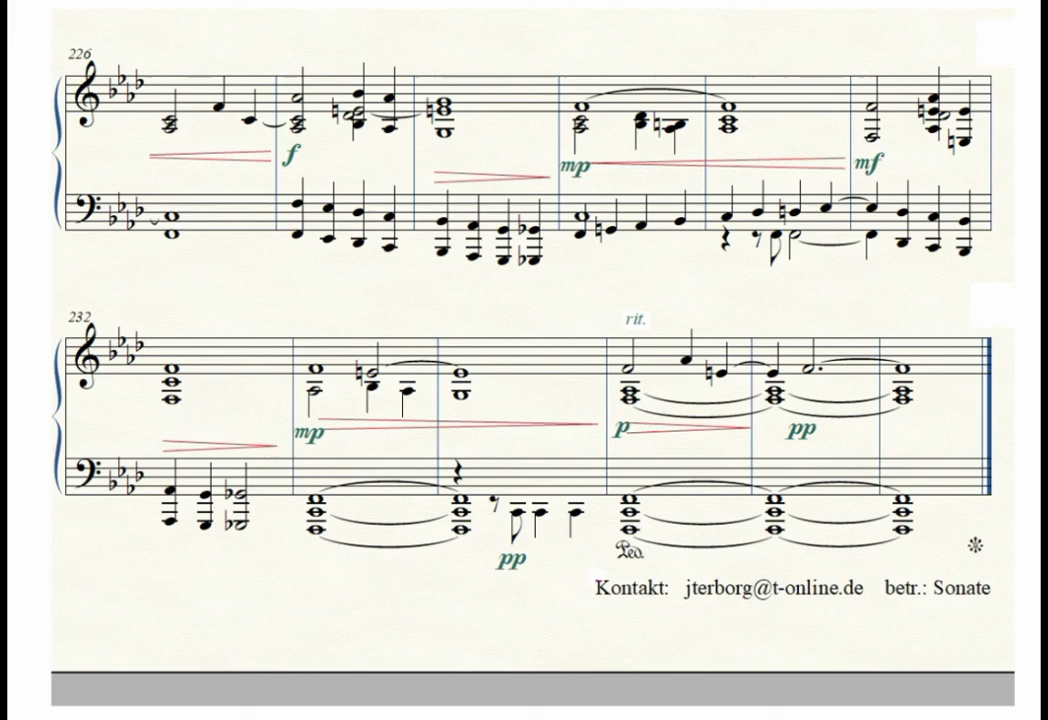 226
f
mp
mf
232
rit.
mp
p
pp
pp
Ped.
Kontakt: jterborg@t-online.de betr.: Sonate